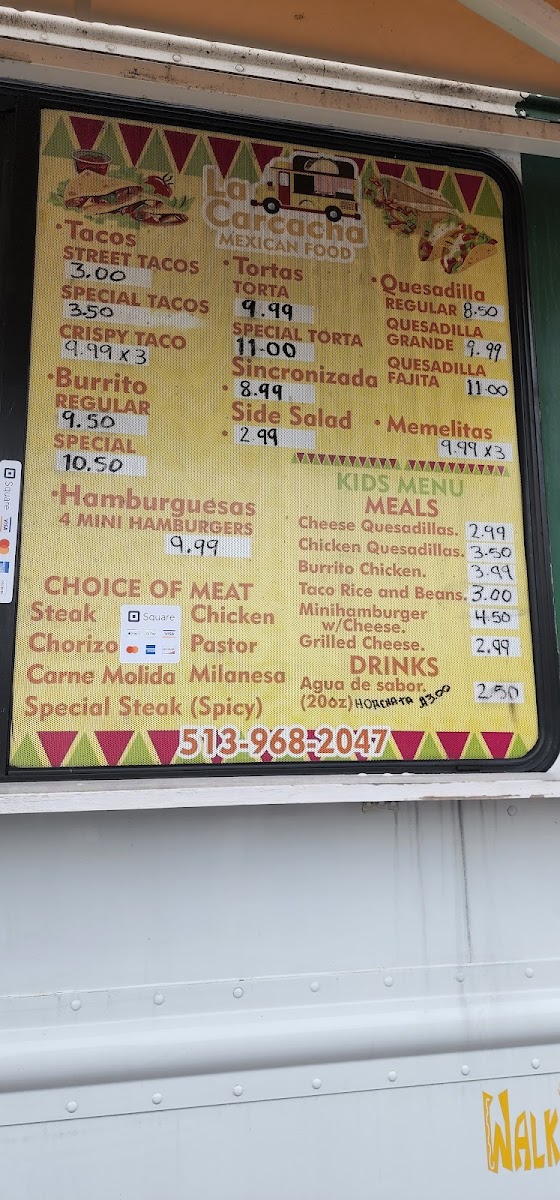 La
Carcacha
MEXICAN FOOD
·Tacos
STREET TACOS
3.00
SPECIAL TACOS
3.50
CRISPY TACO
9.99 x 3
·Burrito
REGULAR
9.50
SPECIAL
10.50
·Hamburguesas
4 MINI HAMBURGERS
9.99
·Tortas
TORTA
9.99
SPECIAL TORTA
11.00
Sincronizada
· 8.99
Side Salad
· 2.99
·Quesadilla
REGULAR 8.50
QUESADILLA
GRANDE 9.99
QUESADILLA
FAJITA 11.00
· Memelitas
9.99 x3
KIDS MENU
MEALS
Cheese Quesadillas. 2.99
Chicken Quesadillas. 3.50
Burrito Chicken. 3.99
Taco Rice and Beans. 3.00
Minihamburger
w/Cheese. 4.50
Grilled Cheese. 2.99
DRINKS
Agua de sabor 2.50
(20oz) HORCHATA $3.00
CHOICE OF MEAT
Steak
Chicken
Chorizo
Pastor
Carne Molida
Milanesa
Special Steak (Spicy)
Square
VISA
513-968-2047
Square
VISA
WALK